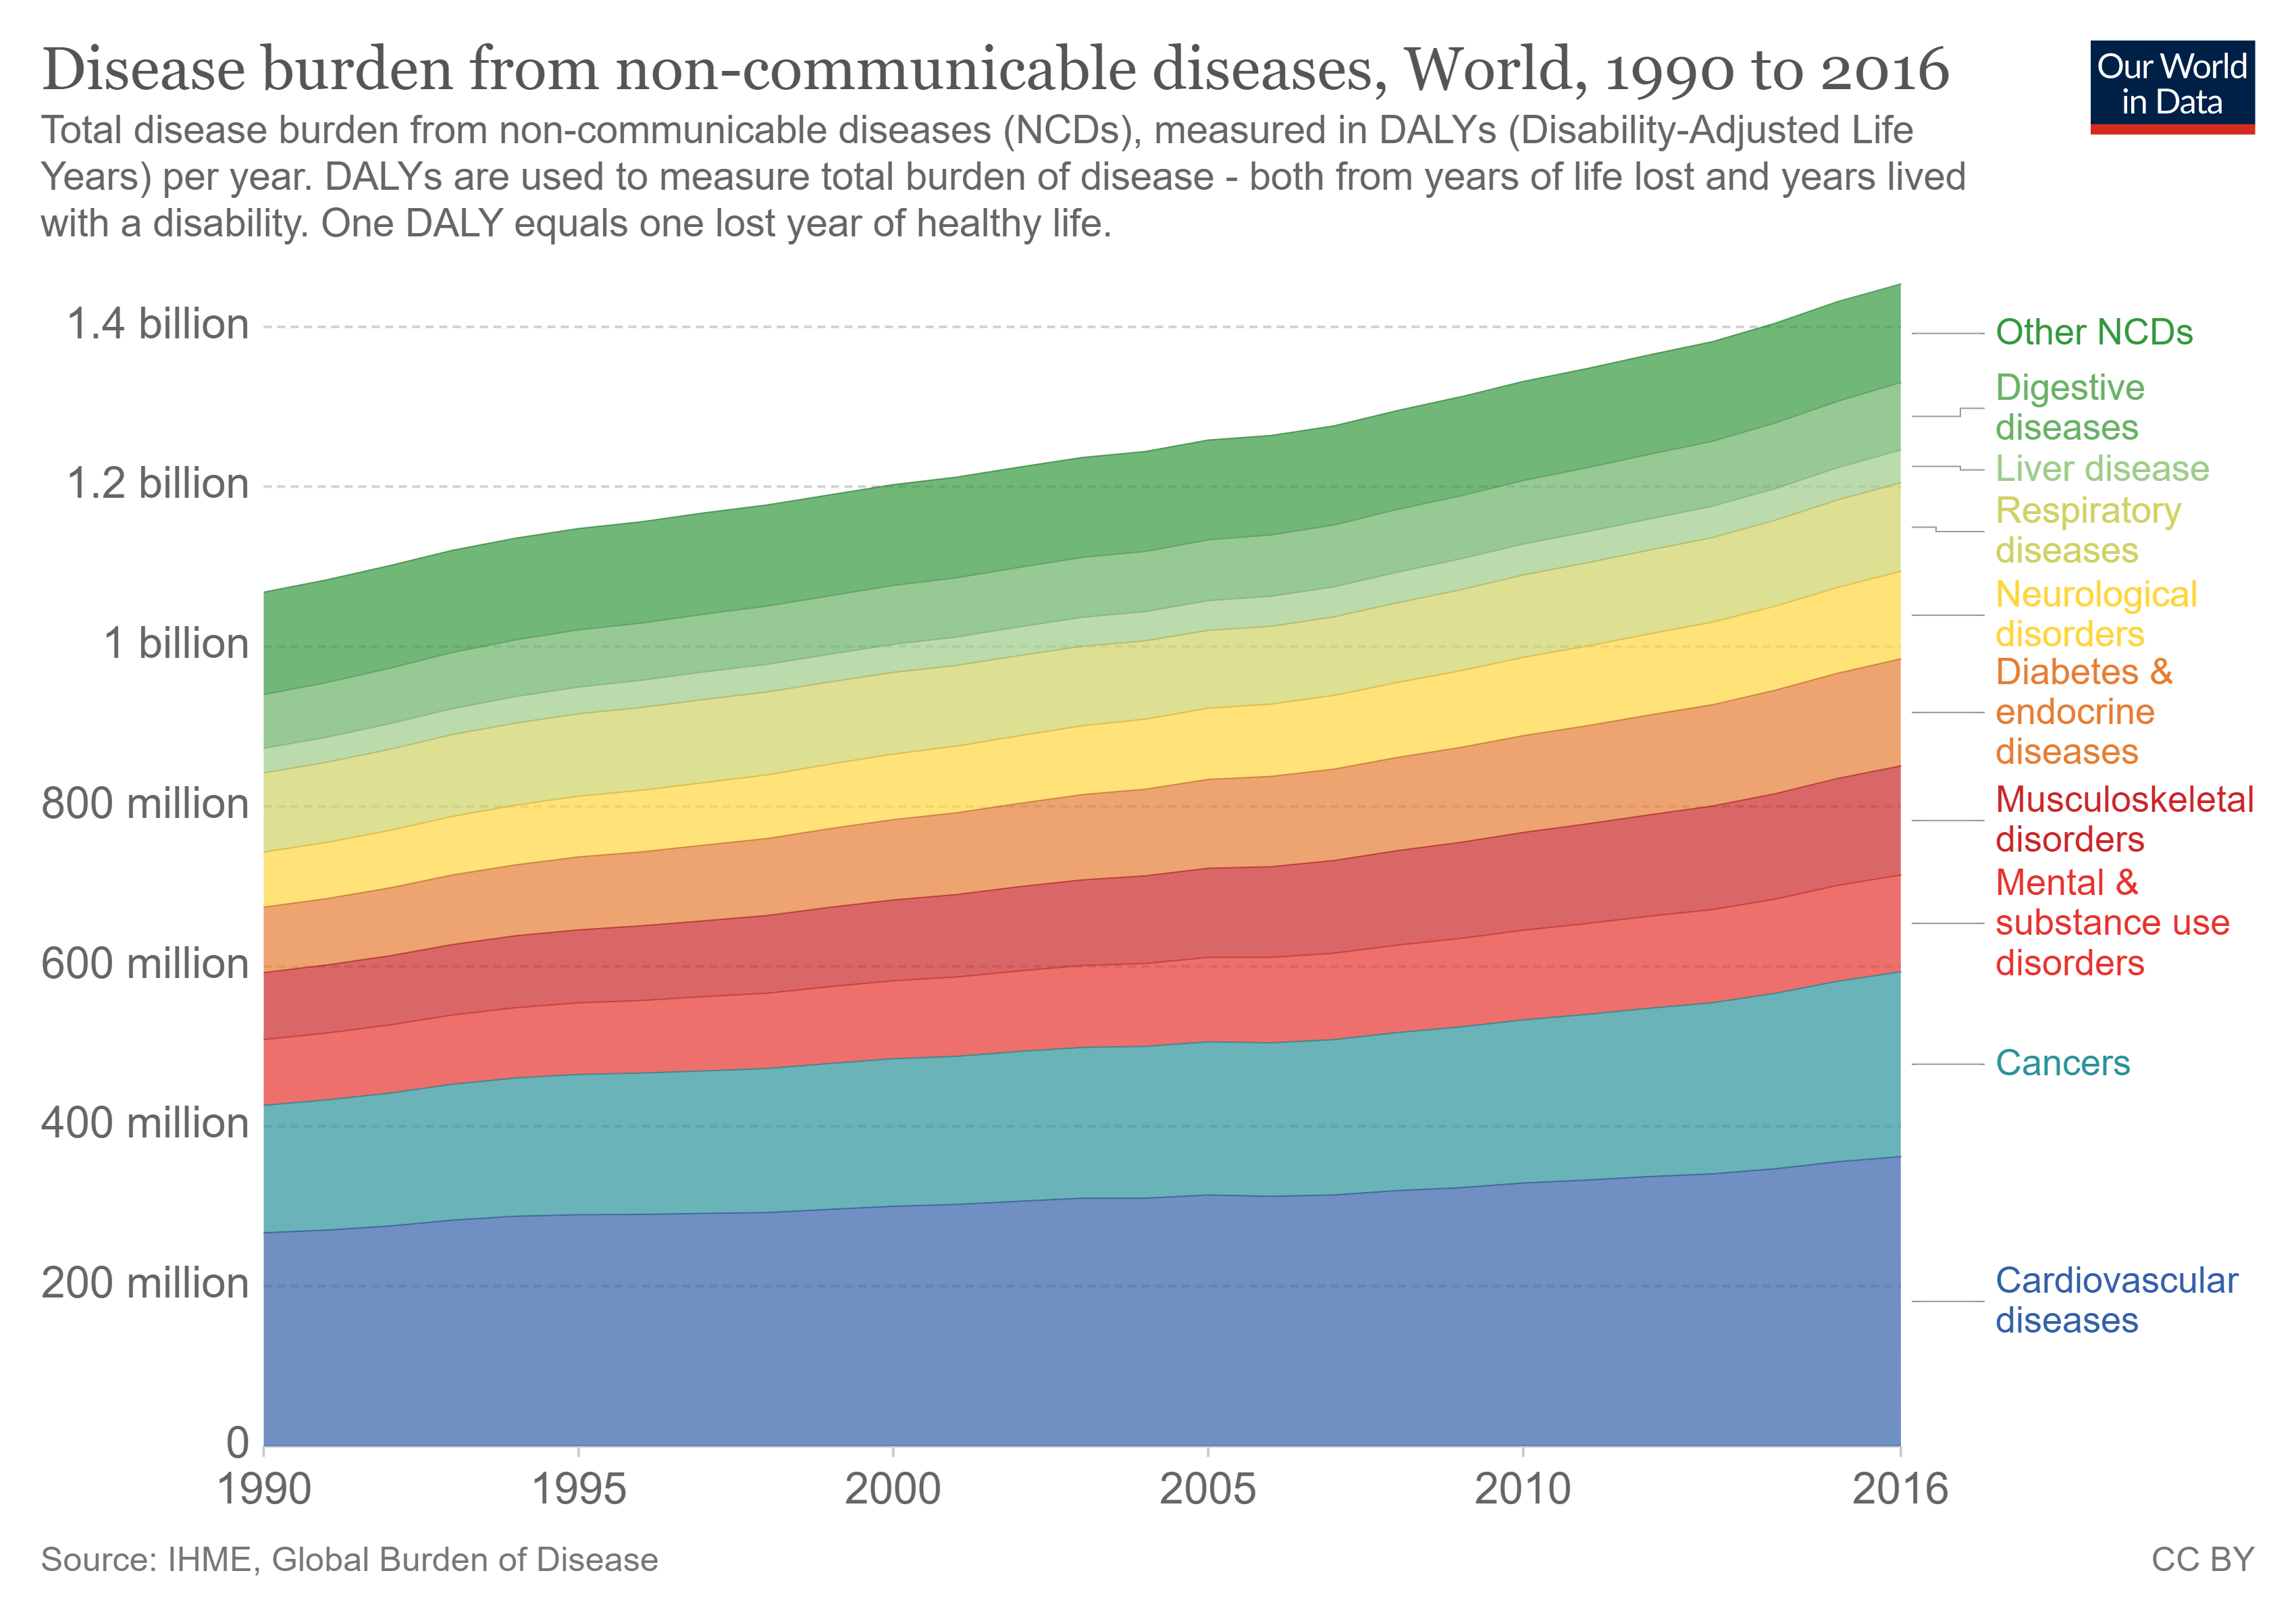 Disease burden from non-communicable diseases, World, 1990 to 2016
Our World
in Data
Total disease burden from non-communicable diseases (NCDs), measured in DALYs (Disability-Adjusted Life
Years) per year. DALYs are used to measure total burden of disease - both from years of life lost and years lived
with a disability. One DALY equals one lost year of healthy life.
1.4 billion
1.2 billion
1 billion
800 million
600 million
400 million
200 million
0
Other NCDs
Digestive
diseases
Liver disease
Respiratory
diseases
Neurological
disorders
Diabetes &
endocrine
diseases
Musculoskeletal
disorders
Mental &
substance use
disorders
Cancers
Cardiovascular
diseases
1990
1995
2000
2005
2010
2016
Source: IHME, Global Burden of Disease
CC BY